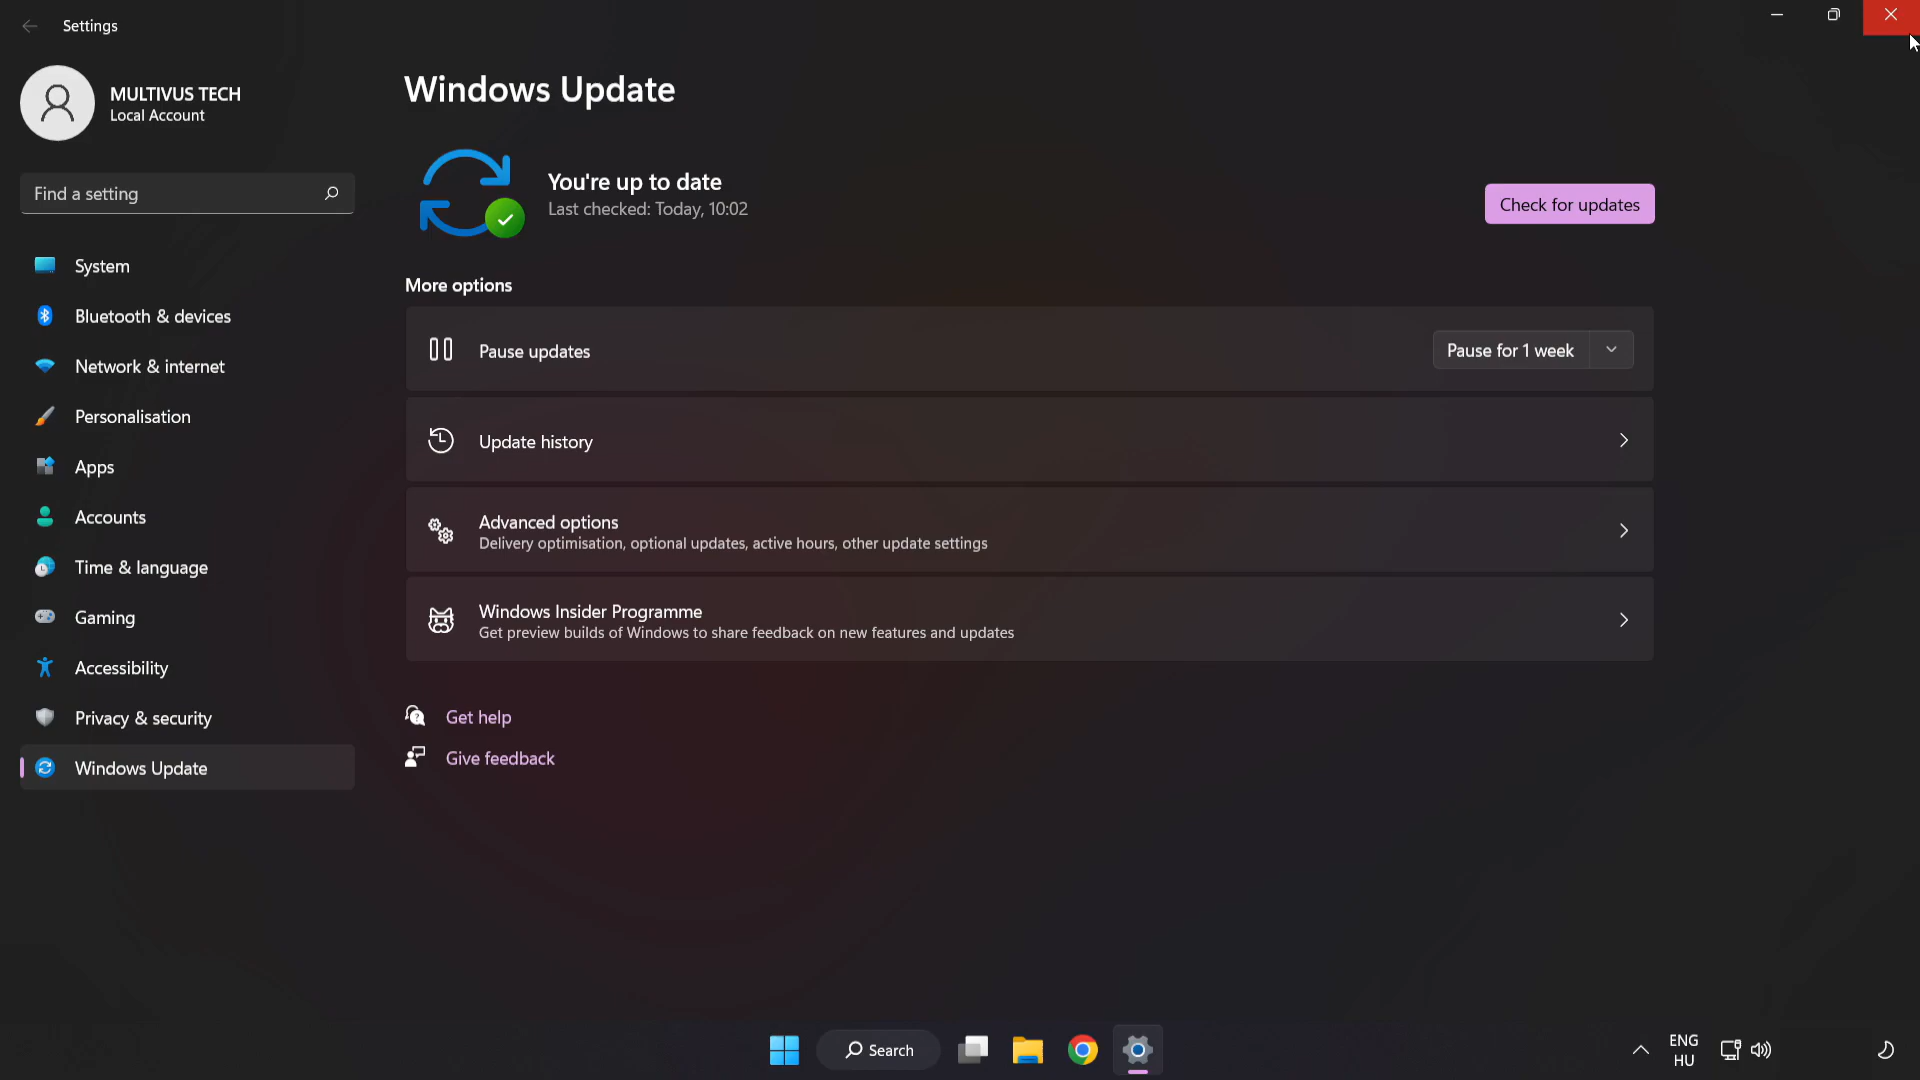 Settings
MULTIVUS TECH
Local Account
Find a setting
System
Bluetooth & devices
Network & internet
Personalisation
Apps
Accounts
Time & language
Gaming
Accessibility
Privacy & security
Windows Update
Windows Update
You're up to date
Last checked: Today, 10:02
Check for updates
More options
Pause updates
Pause for 1 week
Update history
Advanced options
Delivery optimisation, optional updates, active hours, other update settings
Windows Insider Programme
Get preview builds of Windows to share feedback on new features and updates
Get help
Give feedback
Search
ENG
HU